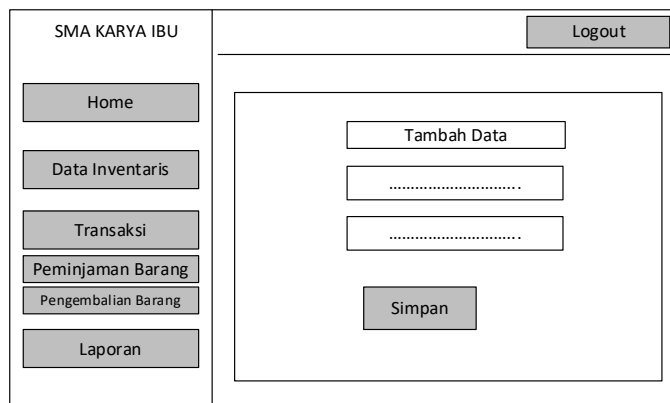 SMA KARYA IBU
Logout
Home
Data Inventaris
Transaksi
Peminjaman Barang
Pengembalian Barang
Laporan
Tambah Data
..............................
..............................
Simpan